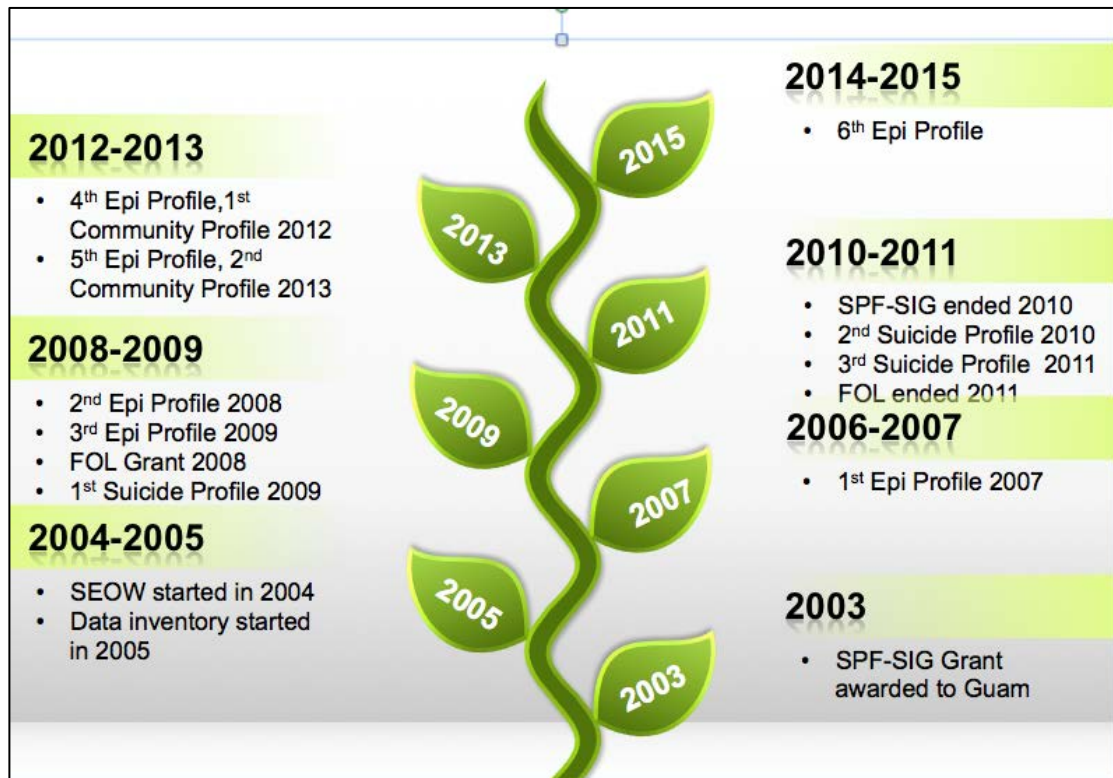 2014-2015
• 6th Epi Profile
2012-2013
• 4th Epi Profile,1st
Community Profile 2012
• 5th Epi Profile, 2nd
Community Profile 2013
2010-2011
• SPF-SIG ended 2010
• 2nd Suicide Profile 2010
• 3rd Suicide Profile 2011
• FOL ended 2011
2008-2009
• 2nd Epi Profile 2008
• 3rd Epi Profile 2009
• FOL Grant 2008
• 1st Suicide Profile 2009
2006-2007
• 1st Epi Profile 2007
2004-2005
• SEOW started in 2004
• Data inventory started
in 2005
2003
• SPF-SIG Grant
awarded to Guam
2015
2013
2011
2009
2007
2005
2003